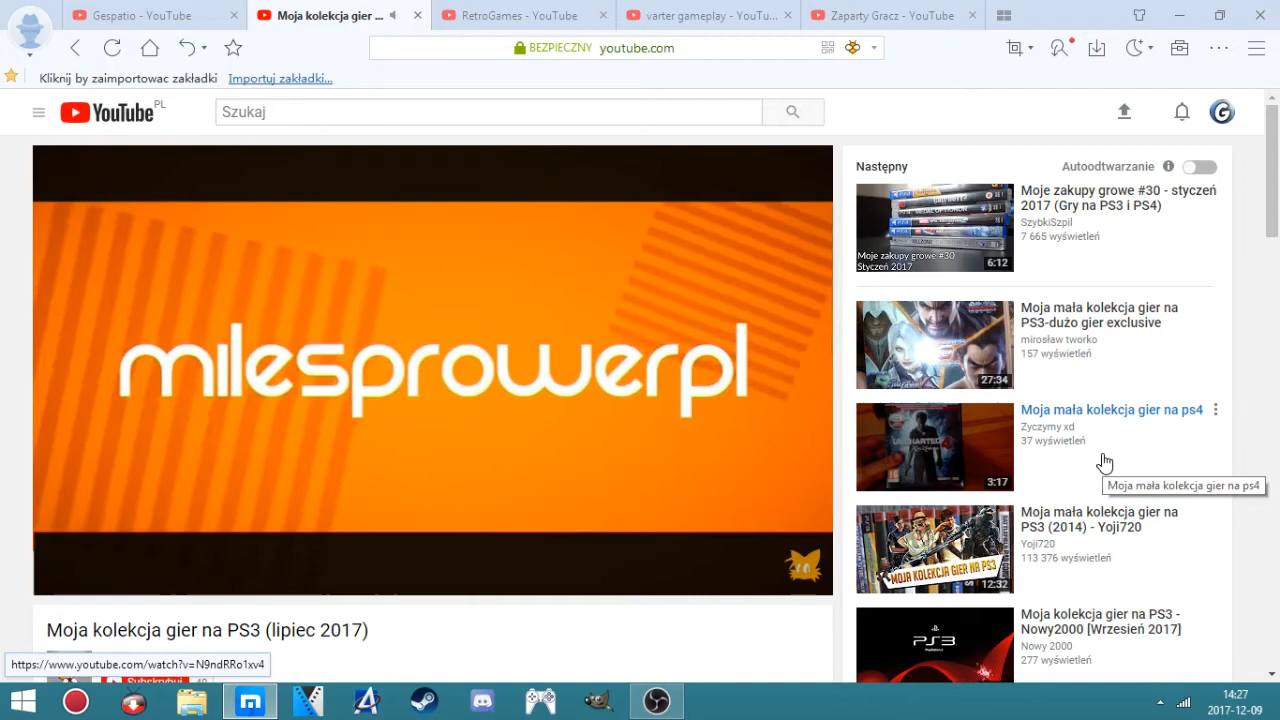 Gespatio - YouTube
Moja kolekcja gier ...
RetroGames - YouTube
varter gameplay - YouTu...
Zaparty Gracz - YouTube
BEZPIECZNY youtube.com
Kliknij by zaimportowac zakładki Importuj zakładki...
YouTube PL
Szukaj
G
milesprowerpl
Moja kolekcja gier na PS3 (lipiec 2017)
https://www.youtube.com/watch?v=N9ndRRo1xv4
Subskrybuj
Następny
Autoodtwarzanie
Moje zakupy growe #30
Styczeń 2017
6:12
Moje zakupy growe #30 - styczeń
2017 (Gry na PS3 i PS4)
SzybkiSzpil
7 665 wyświetleń
27:34
Moja mała kolekcja gier na
PS3-dużo gier exclusive
mirosław tworko
157 wyświetleń
UNCHARTED 4
3:17
Moja mała kolekcja gier na ps4
Zyczymy xd
37 wyświetleń
Moja mała kolekcja gier na ps4
MOJA KOLEKCJA GIER NA PS3
12:32
Moja mała kolekcja gier na
PS3 (2014) - Yoji720
Yoji720
113 376 wyświetleń
PS3
Moja kolekcja gier na PS3 -
Nowy2000 [Wrzesień 2017]
Nowy 2000
277 wyświetleń
14:27
2017-12-09